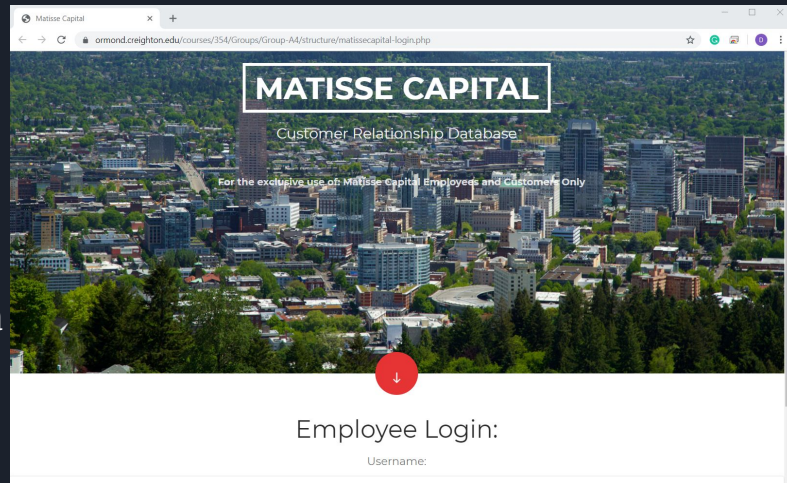 Matisse Capital
ormond.creighton.edu/courses/354/Groups/Group-A4/structure/matissecapital-login.php
D
MATISSE CAPITAL
Customer Relationship Database
For the exclusive use of: Matisse Capital Employees and Customers Only
Employee Login:
Username: